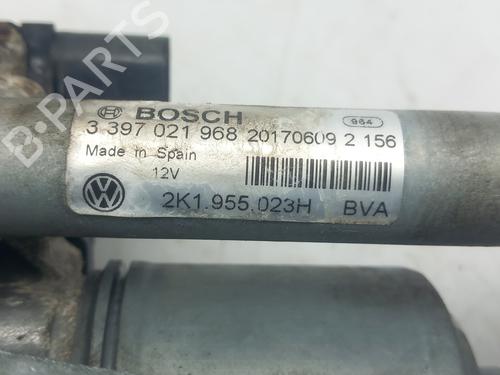 B-PARTS
BOSCH
964
3 397 021 968 20170609 2 156
Made in Spain
12V
2K1.955.023H BVA